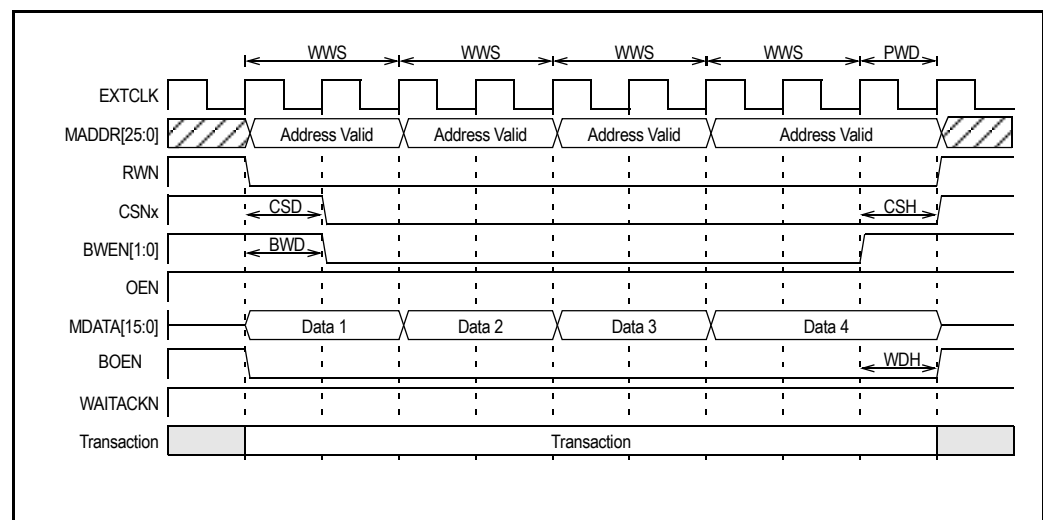 WWS WWS WWS WWS PWD
EXTCLK
MADDR[25:0] Address Valid Address Valid Address Valid Address Valid
RWN
CSNx CSD CSH
BWEN[1:0] BWD
OEN
MDATA[15:0] Data 1 Data 2 Data 3 Data 4
BOEN WDH
WAITACKN
Transaction Transaction